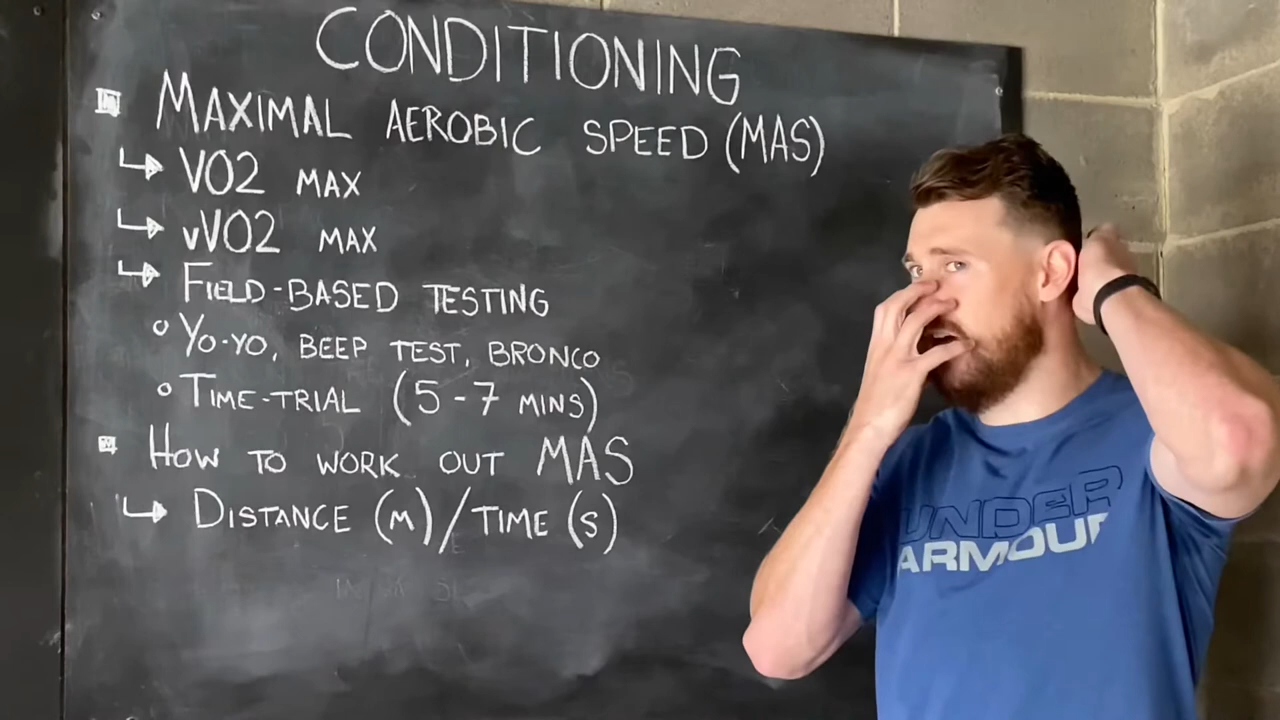 CONDITIONING
MAXIMAL AEROBIC SPEED (MAS)
VO2 MAX
vVO2 MAX
FIELD-BASED TESTING
YO-YO, BEEP TEST, BRONCO
TIME-TRIAL (5-7 MINS)
HOW TO WORK OUT MAS
DISTANCE (M)/TIME (S)
UNDER
ARMOUR